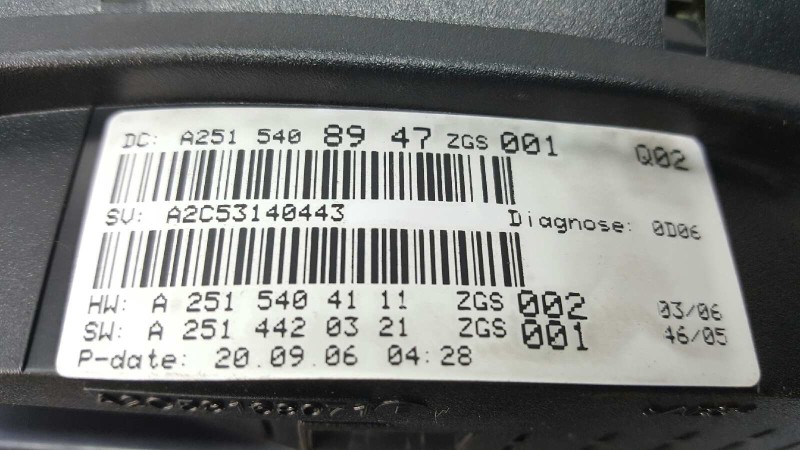 DC: A251 540 89 47 ZGS 001 Q02
SV: A2C53140443 Diagnose: 0D06
HW: A 251 540 41 11 ZGS 002 03/06
SW: A 251 442 03 21 ZGS 001 46/05
P-date: 20.09.06 04:28